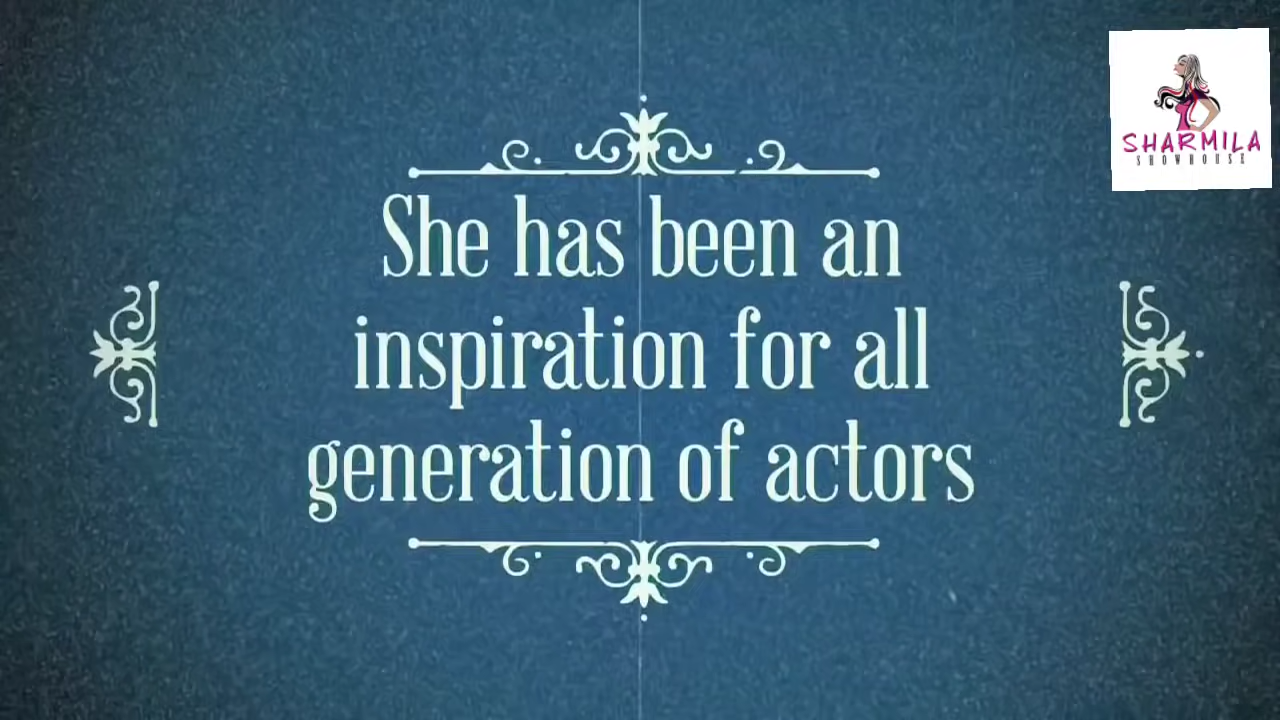 SHARMILA
SHOWHOUSE
She has been an
inspiration for all
generation of actors